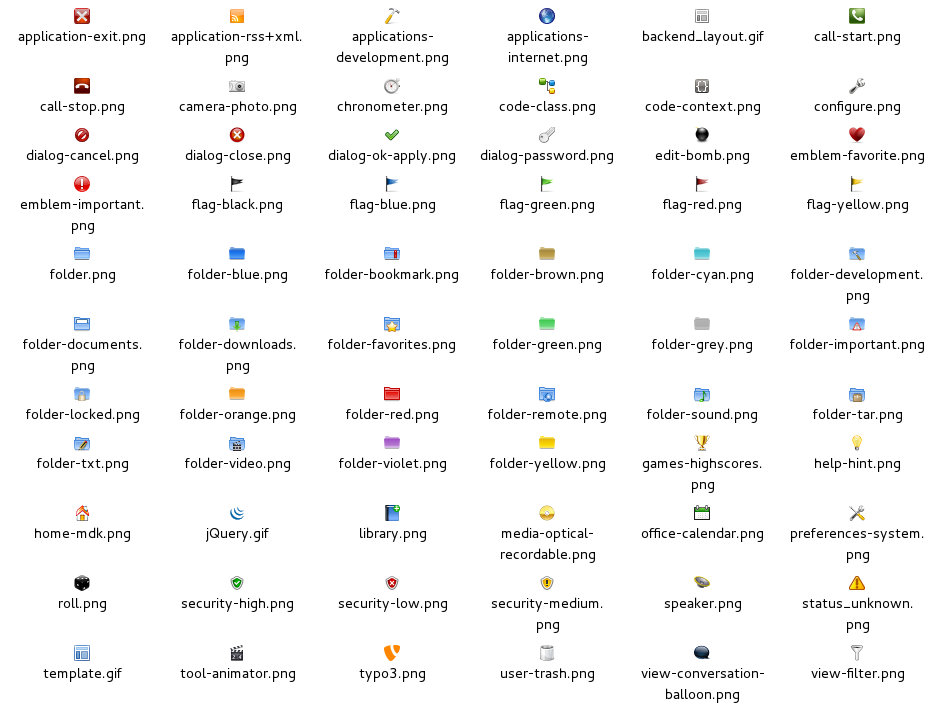 application-exit.png
application-rss+xml.
png
applications-
development.png
applications-
internet.png
backend_layout.gif
call-start.png
call-stop.png
camera-photo.png
chronometer.png
code-class.png
code-context.png
configure.png
dialog-cancel.png
dialog-close.png
dialog-ok-apply.png
dialog-password.png
edit-bomb.png
emblem-favorite.png
emblem-important.
png
flag-black.png
flag-blue.png
flag-green.png
flag-red.png
flag-yellow.png
folder.png
folder-blue.png
folder-bookmark.png
folder-brown.png
folder-cyan.png
folder-development.
png
folder-documents.
png
folder-downloads.
png
folder-favorites.png
folder-green.png
folder-grey.png
folder-important.png
folder-locked.png
folder-orange.png
folder-red.png
folder-remote.png
folder-sound.png
folder-tar.png
folder-txt.png
folder-video.png
folder-violet.png
folder-yellow.png
games-highscores.
png
help-hint.png
home-mdk.png
jQuery.gif
library.png
media-optical-
recordable.png
office-calendar.png
preferences-system.
png
roll.png
security-high.png
security-low.png
security-medium.
png
speaker.png
status_unknown.
png
template.gif
tool-animator.png
typo3.png
user-trash.png
view-conversation-
balloon.png
view-filter.png